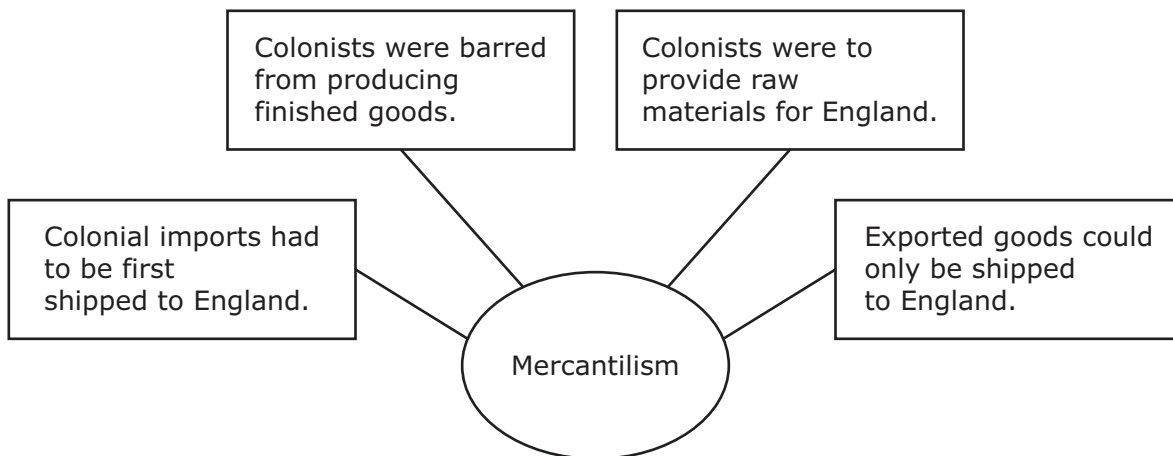 Colonists were barred
from producing
finished goods.
Colonists were to
provide raw
materials for England.
Colonial imports had
to be first
shipped to England.
Exported goods could
only be shipped
to England.
Mercantilism